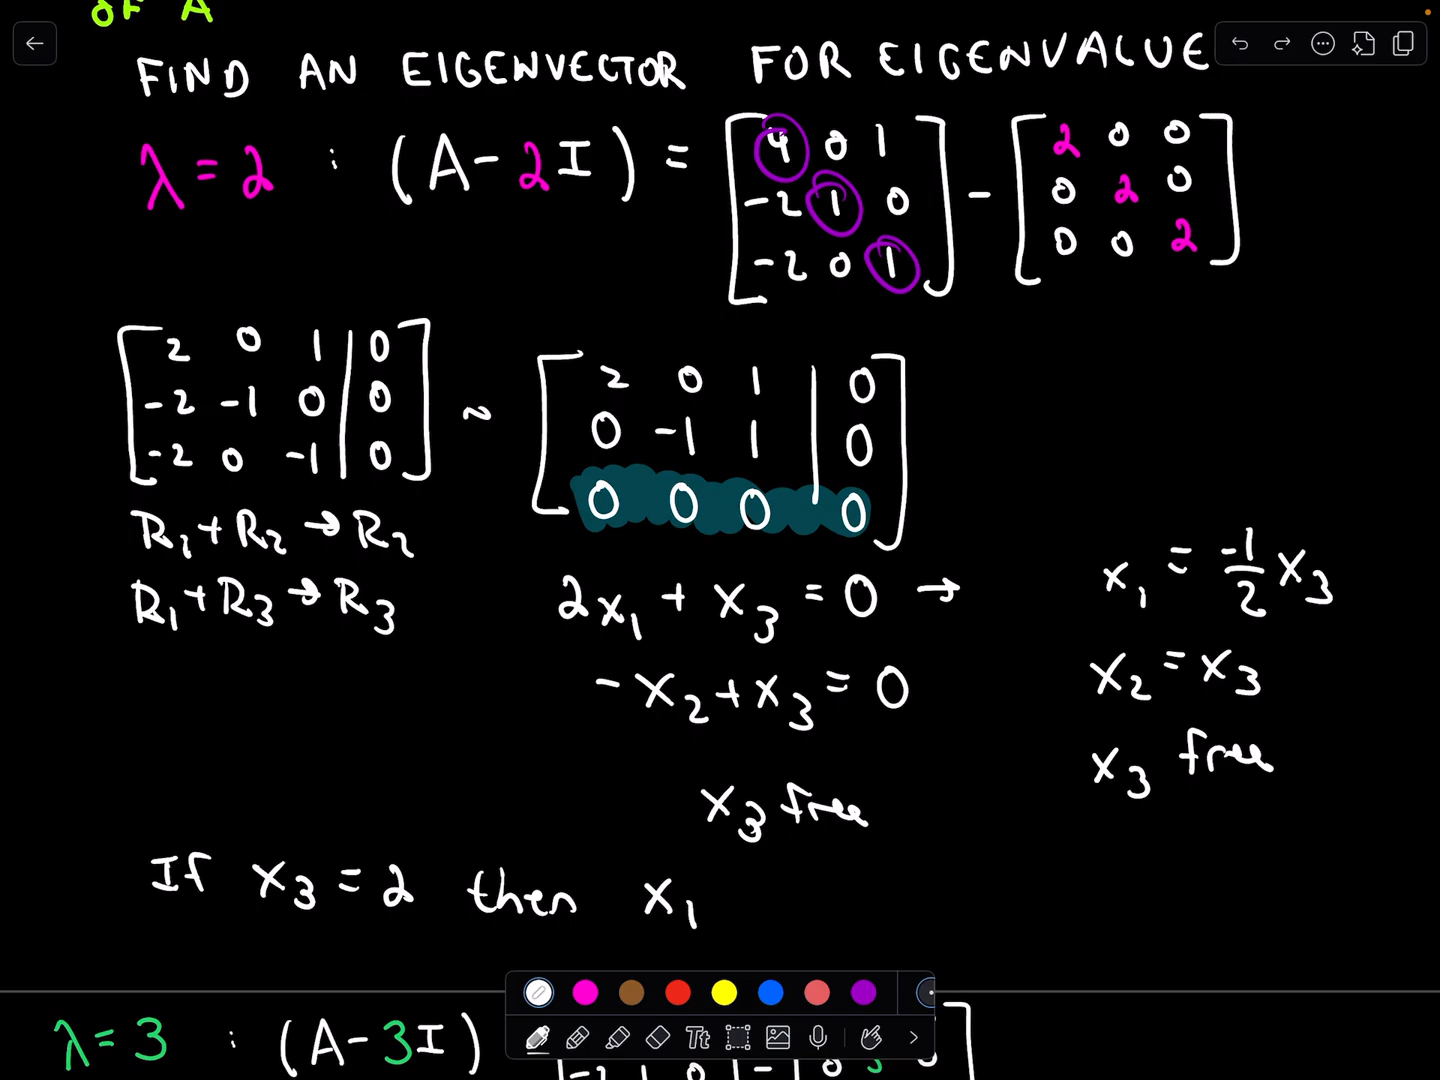 OF A
FIND AN EIGENVECTOR FOR EIGENVALUE
λ = 2 : (A - 2I) = [4 0 1; -2 1 0; -2 0 1] - [2 0 0; 0 2 0; 0 0 2]
[2 0 1 | 0; -2 -1 0 | 0; -2 0 -1 | 0] ~ [2 0 1 | 0; 0 -1 1 | 0; 0 0 0 | 0]
R1 + R2 → R2
R1 + R3 → R3
2x1 + x3 = 0 → x1 = -1/2 x3
-x2 + x3 = 0 x2 = x3
x3 free x3 free
If x3 = 2 then x1
Tt
λ = 3 : (A - 3I)